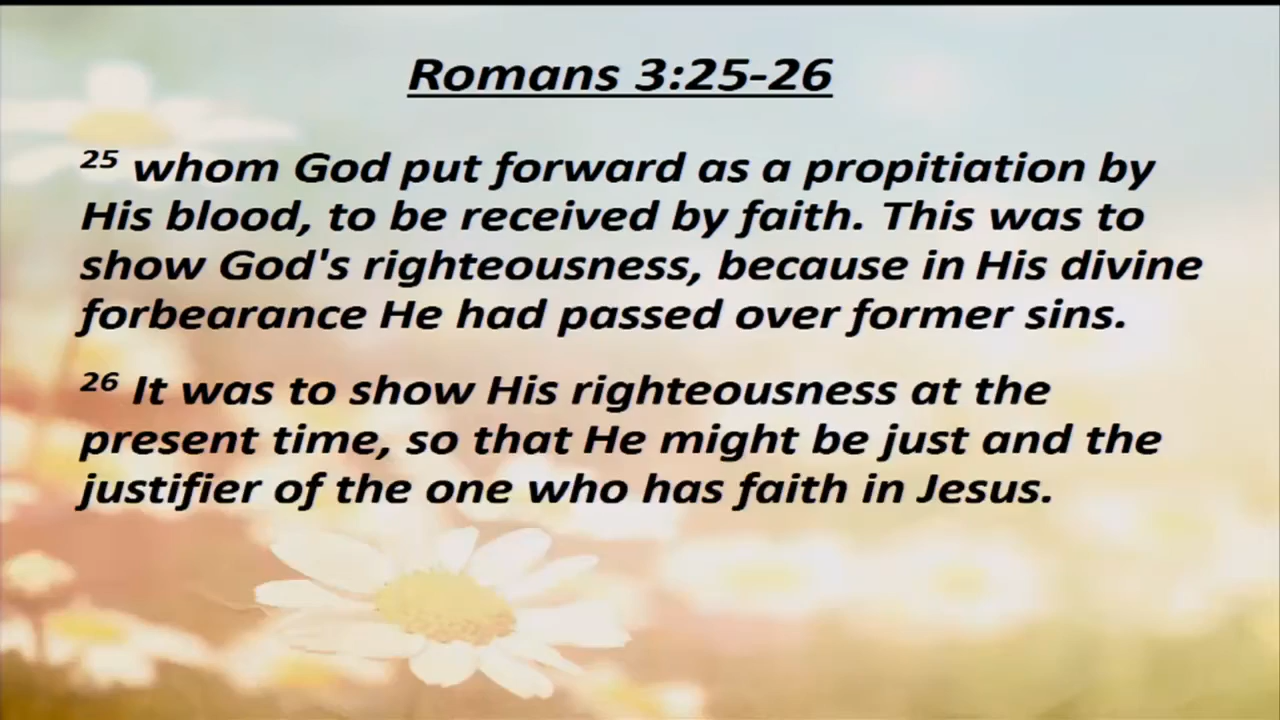 Romans 3:25-26
25 whom God put forward as a propitiation by
His blood, to be received by faith. This was to
show God's righteousness, because in His divine
forbearance He had passed over former sins.
26 It was to show His righteousness at the
present time, so that He might be just and the
justifier of the one who has faith in Jesus.